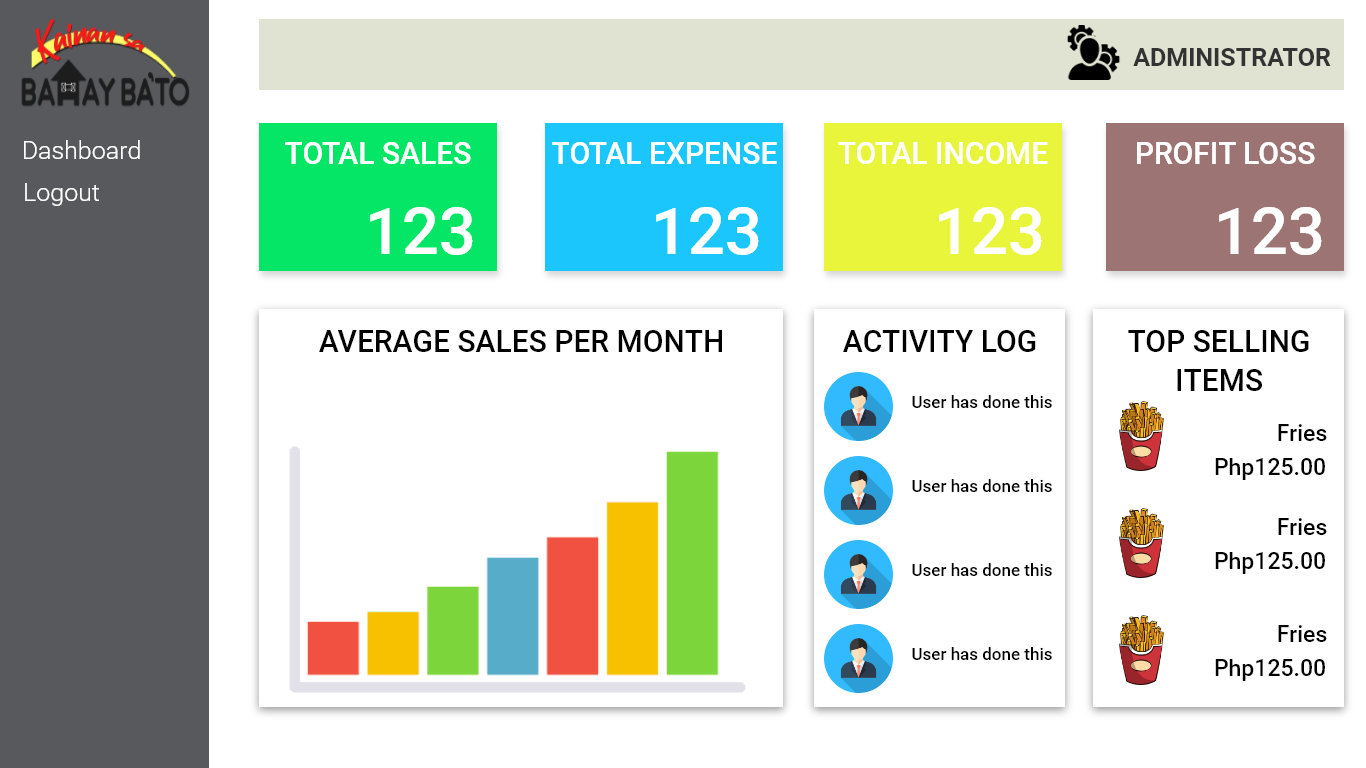 Kainan sa
BAHAY BATO
Dashboard
Logout
ADMINISTRATOR
TOTAL SALES
123
TOTAL EXPENSE
123
TOTAL INCOME
123
PROFIT LOSS
123
AVERAGE SALES PER MONTH
ACTIVITY LOG
User has done this
User has done this
User has done this
User has done this
TOP SELLING
ITEMS
Fries
Php125.00
Fries
Php125.00
Fries
Php125.00